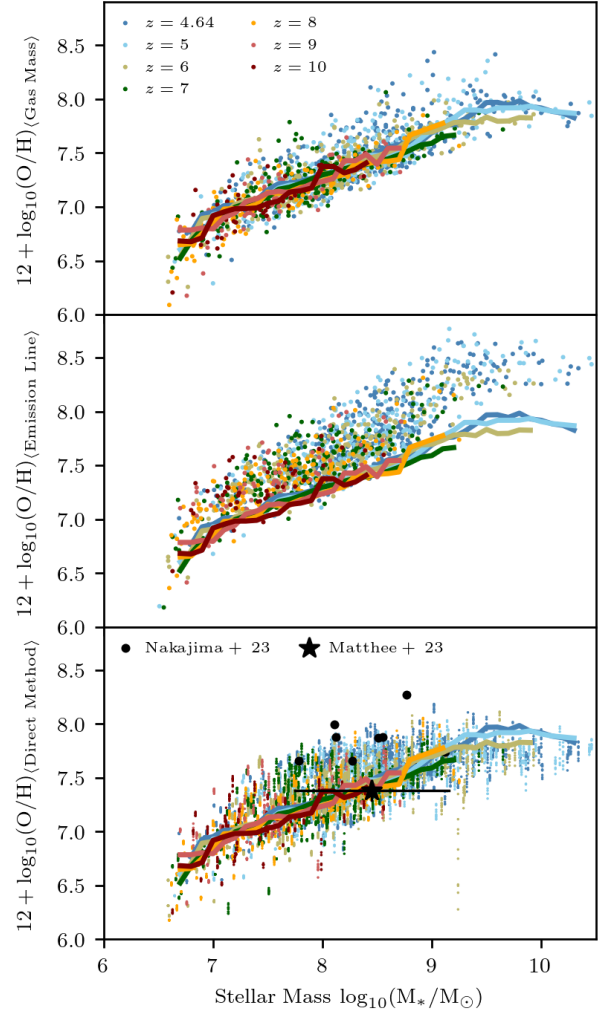 z = 4.64
z = 5
z = 6
z = 7
z = 8
z = 9
z = 10
12 + log₁₀(O/H)⟨Gas Mass⟩
8.5
8.0
7.5
7.0
6.5
6.0
12 + log₁₀(O/H)⟨Emission Line⟩
8.5
8.0
7.5
7.0
6.5
6.0
Nakajima + 23
Matthee + 23
12 + log₁₀(O/H)⟨Direct Method⟩
8.5
8.0
7.5
7.0
6.5
6.0
6 7 8 9 10
Stellar Mass log₁₀(M∗/M⊙)